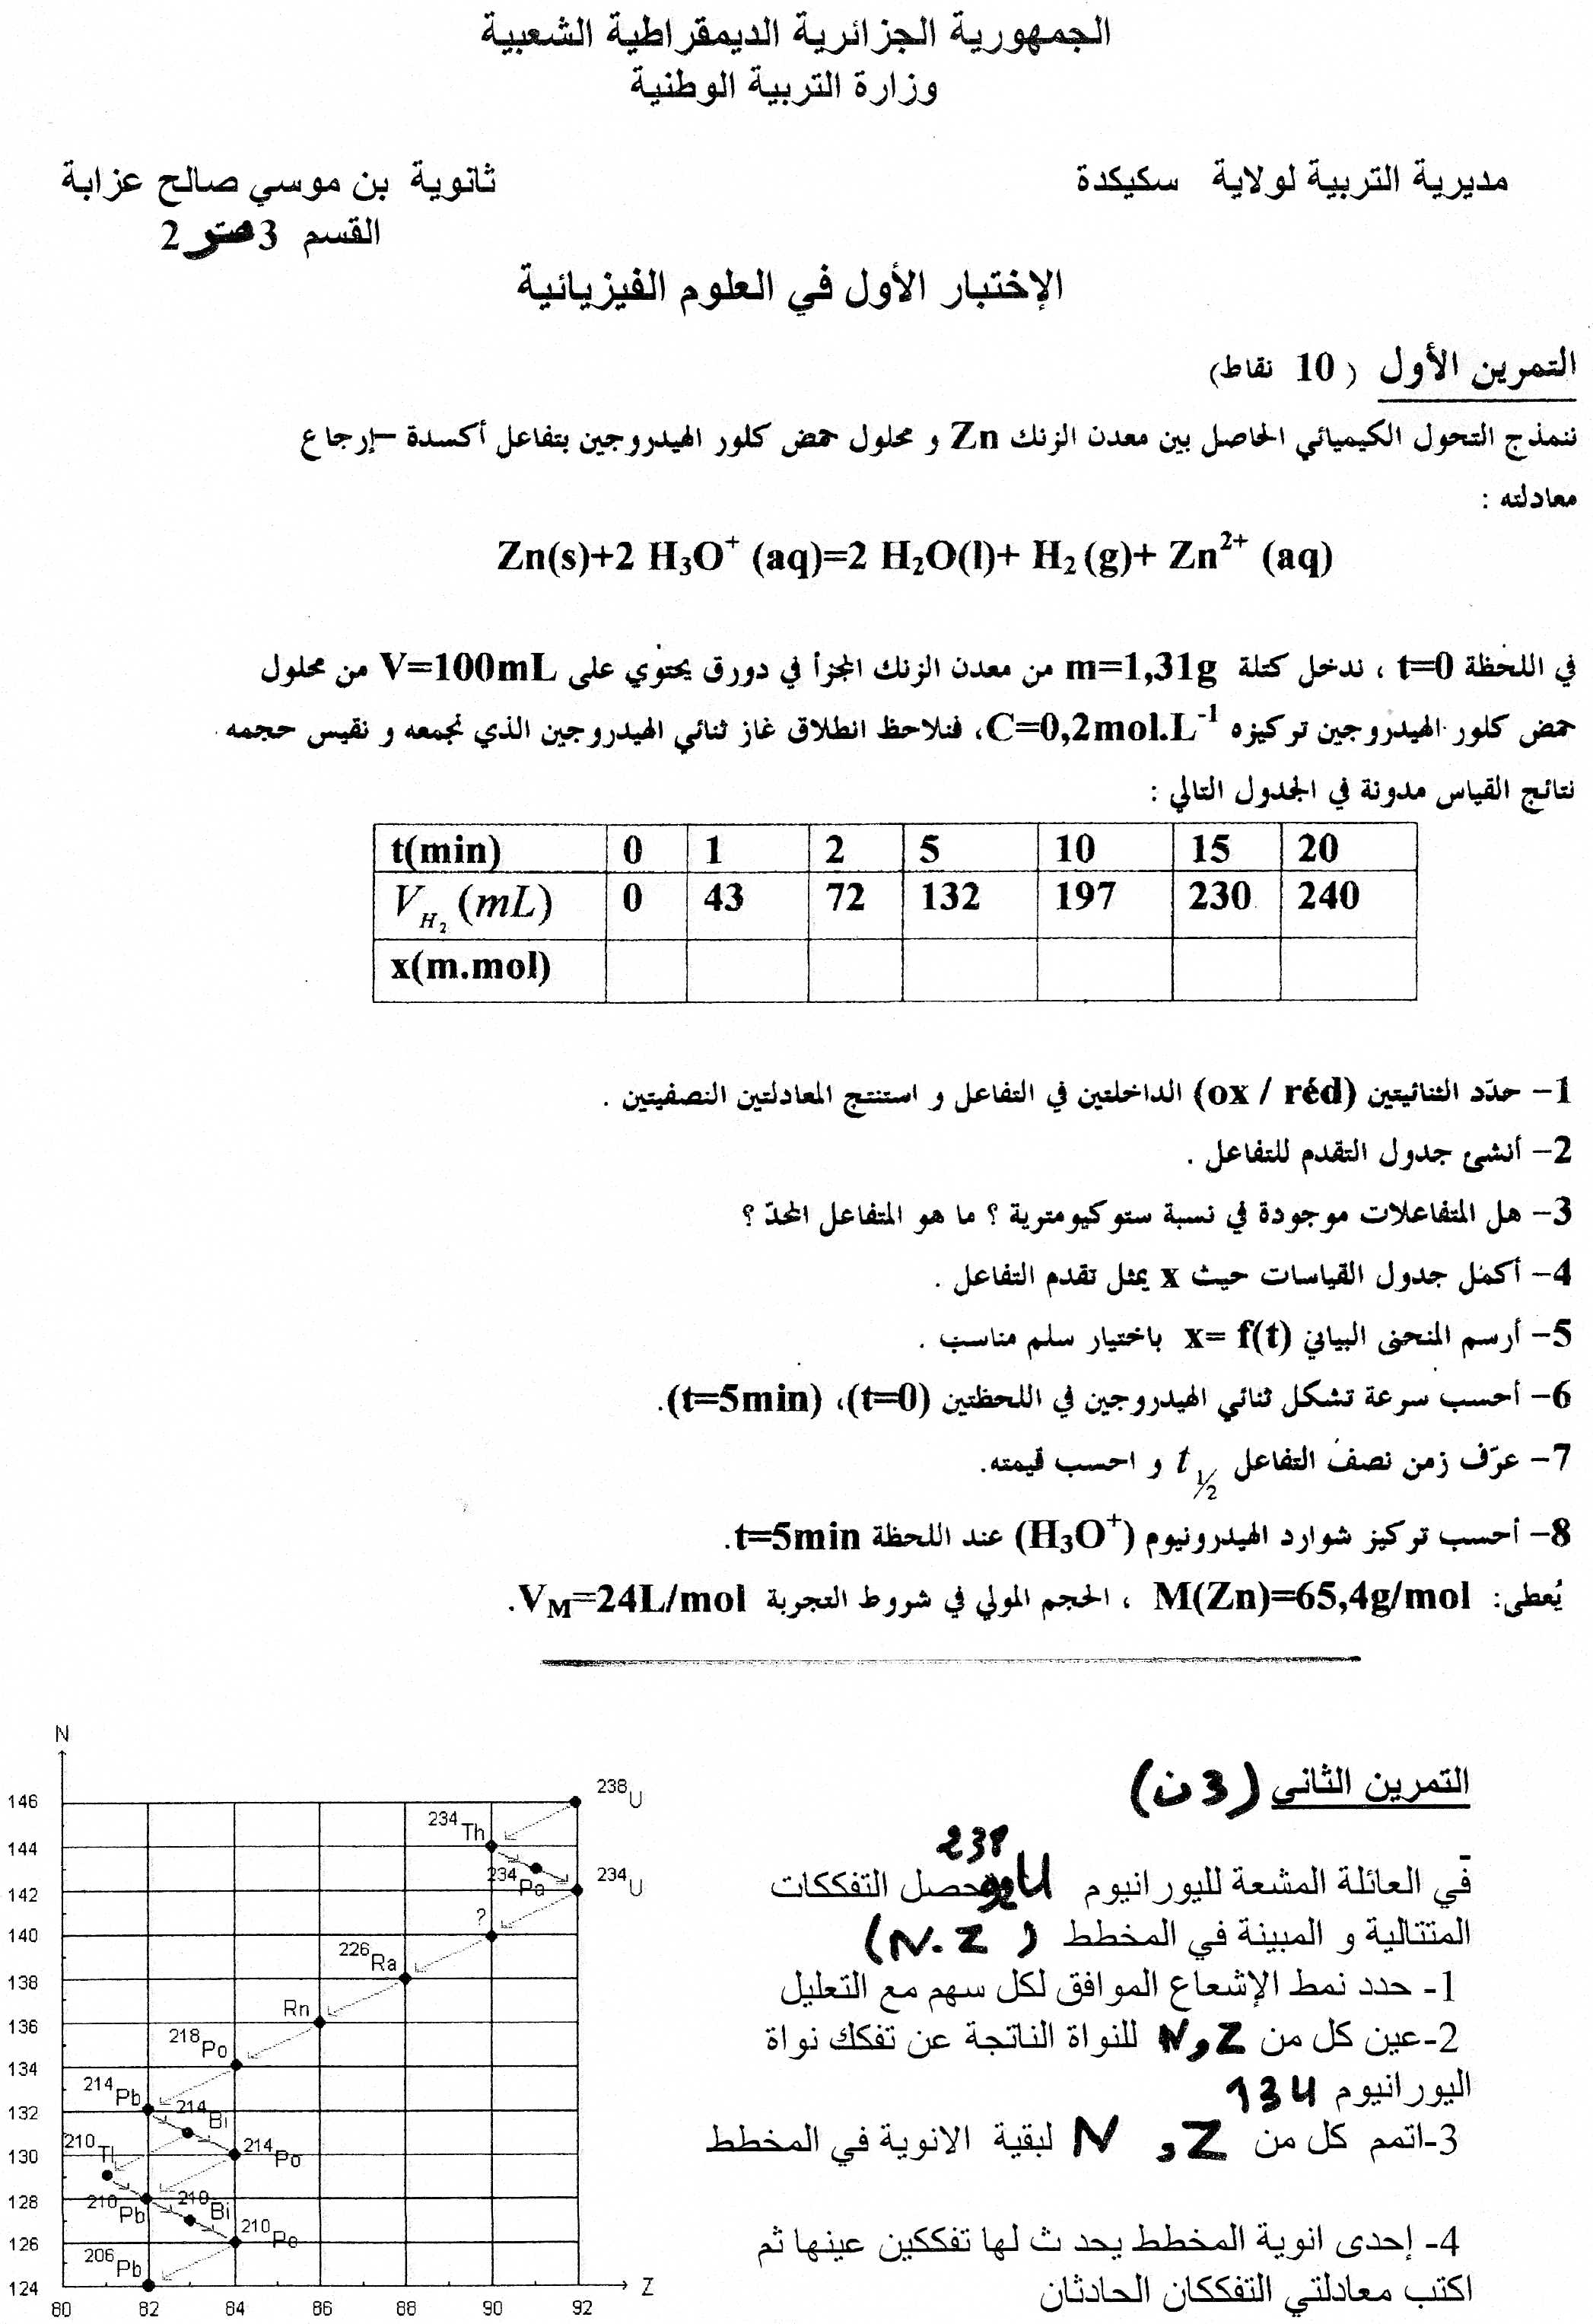 الجمهورية الجزائرية الديمقراطية الشعبية
وزارة التربية الوطنية
مديرية التربية لولاية سكيكدة
ثانوية بن موسي صالح عزابة
القسم 3 2
الإختبار الأول في العلوم الفيزيائية
التمرين الأول ( 10 نقاط)
ننمذج التحول الكيميائي الحاصل بين معدن الزنك Zn و محلول حمض كلور الهيدروجين بتفاعل أكسدة –إرجاع
معادلته :
Zn(s)+2 H₃O⁺ (aq)=2 H₂O(l)+ H₂ (g)+ Zn²⁺ (aq)
في اللحظة t=0 ، ندخل كتلة m=1,31g من معدن الزنك المجزأ في دورق يحتوي على V=100mL من محلول
حمض كلور الهيدروجين تركيزه C=0,2mol.L⁻¹، فنلاحظ انطلاق غاز ثنائي الهيدروجين الذي نجمعه و نقيس حجمه .
نتائج القياس مدونة في الجدول التالي :
t(min) 0 1 2 5 10 15 20
V_H₂ (mL) 0 43 72 132 197 230 240
x(m.mol)
1– حدّد الثنائيتين (ox / réd) الداخلتين في التفاعل و استنتج المعادلتين النصفيتين .
2– أنشئ جدول التقدم للتفاعل .
3– هل المتفاعلات موجودة في نسبة ستوكيومترية ؟ ما هو المتفاعل المحدّ ؟
4– أكمل جدول القياسات حيث x يمثل تقدم التفاعل .
5– أرسم المنحنى البياني x= f(t) باختيار سلم مناسب .
6– أحسب سرعة تشكل ثنائي الهيدروجين في اللحظتين (t=0)، (t=5min).
7– عرّف زمن نصف التفاعل t½ و احسب قيمته.
8– أحسب تركيز شوارد الهيدرونيوم (H₃O⁺) عند اللحظة t=5min.
يُعطى: M(Zn)=65,4g/mol ، الحجم المولي في شروط التجربة V_M=24L/mol.
التمرين الثاني (3ن)
-
في العائلة المشعة لليورانيوم 238 U تحصل التفككات
المتتالية و المبينة في المخطط (N.Z)
1- حدد نمط الإشعاع الموافق لكل سهم مع التعليل
2-عين كل من N و Z للنواة الناتجة عن تفكك نواة
اليورانيوم 134
3-اتمم كل من Z و N لبقية الانوية في المخطط
4- إحدى انوية المخطط يحد ث لها تفككين عينها ثم
اكتب معادلتي التفككان الحادثان
N
146
144
142
140
138
136
134
132
130
128
126
124
80 82 84 86 88 90 92
Z
²³⁸U
²³⁴Th
²³⁴Pa
²³⁴U
?
²²⁶Ra
Rn
²¹⁸Po
²¹⁴Pb
²¹⁴Bi
²¹⁰Tl
²¹⁴Po
²¹⁰Pb
²¹⁰Bi
²¹⁰Po
²⁰⁶Pb